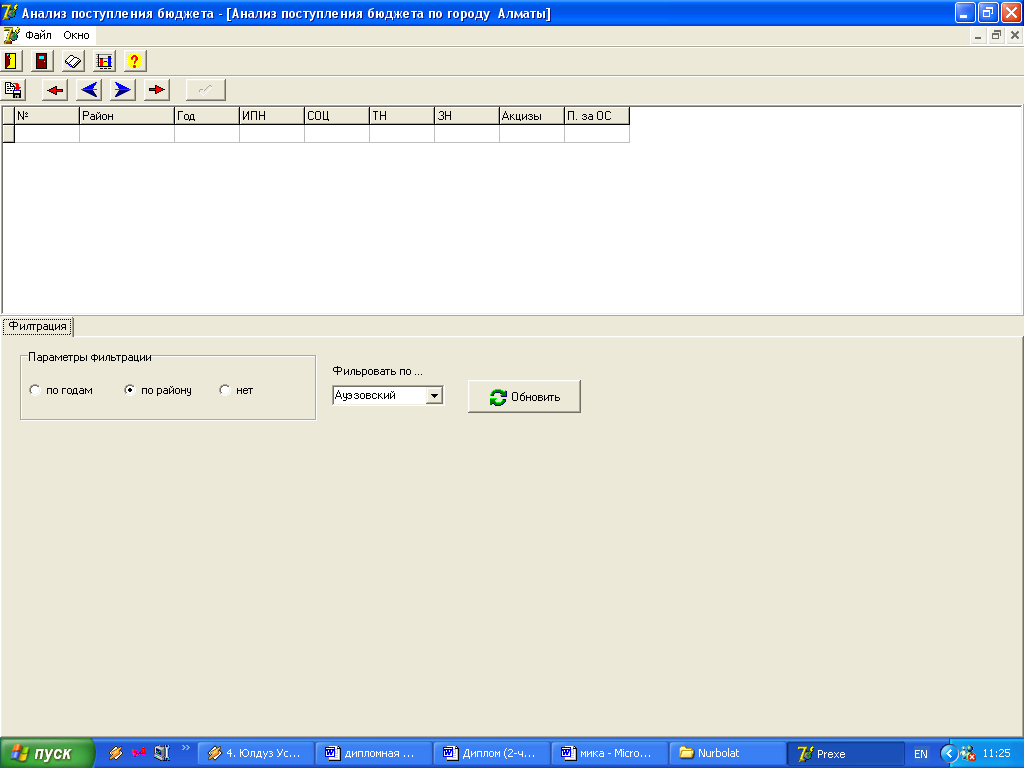 Анализ поступления бюджета - [Анализ поступления бюджета по городу Алматы]
Файл Окно
?
№ Район Год ИПН СОЦ ТН ЗН Акцизы П. за ОС
Филтрация
Параметры фильтрации
по годам по району нет
Фильровать по ...
Ауэзовский
Обновить
пуск
4. Юлдуз Ус... дипломная ... Диплом (2-ч... мика - Micro... Nurbolat Prexe EN 11:25